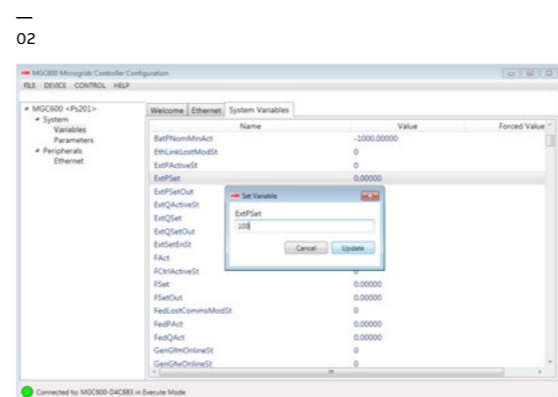 —
02
MGC800 Microgrids Controller Configuration
FILE DEVICE CONTROL HELP
MGC600 <Ps201>
System
Variables
Parameters
Peripherals
Ethernet
Welcome Ethernet System Variables
Name Value Forced Value
BatPNomMinAct -1000.00000
EthLinkLostModSt 0
ExtPActiveSt 0
ExtPSet 0.00000
ExtPSetOut
ExtQActiveSt
ExtQSet
ExtQSetOut
ExtSetEnSt
FAct
FCtrlActiveSt 0
FSet 0.00000
FSetOut 0.00000
FedLostCommsModSt 0
FedPAct 0.00000
FedQAct 0.00000
GenGfmOnlineSt 0
GenGfwOnlineSt 0
Set Variable
ExtPSet
100
Cancel Update
Connected to: MGC600-D4C883 in Execute Mode